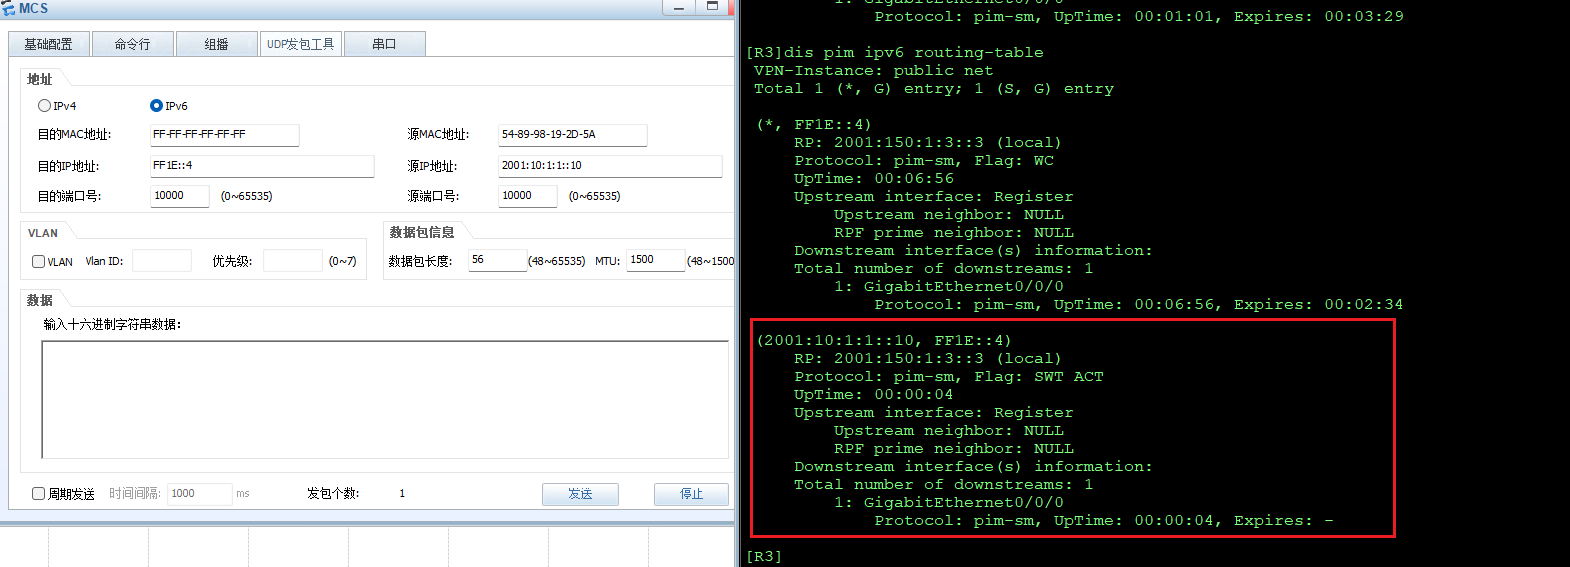 MCS
基础配置 命令行 组播 UDP发包工具 串口
地址
IPv4 IPv6
目的MAC地址: FF-FF-FF-FF-FF-FF 源MAC地址: 54-89-98-19-2D-5A
目的IP地址: FF1E::4 源IP地址: 2001:10:1:1::10
目的端口号: 10000 (0~65535) 源端口号: 10000 (0~65535)
VLAN 数据包信息
VLAN Vlan ID: 优先级: (0~7) 数据包长度: 56 (48~65535) MTU: 1500 (48~1500
数据
输入十六进制字符串数据:
周期发送 时间间隔: 1000 ms 发包个数: 1 发送 停止
1: GigabitEthernet0/0/0
Protocol: pim-sm, UpTime: 00:01:01, Expires: 00:03:29
[R3]dis pim ipv6 routing-table
VPN-Instance: public net
Total 1 (*, G) entry; 1 (S, G) entry
(*, FF1E::4)
RP: 2001:150:1:3::3 (local)
Protocol: pim-sm, Flag: WC
UpTime: 00:06:56
Upstream interface: Register
Upstream neighbor: NULL
RPF prime neighbor: NULL
Downstream interface(s) information:
Total number of downstreams: 1
1: GigabitEthernet0/0/0
Protocol: pim-sm, UpTime: 00:06:56, Expires: 00:02:34
(2001:10:1:1::10, FF1E::4)
RP: 2001:150:1:3::3 (local)
Protocol: pim-sm, Flag: SWT ACT
UpTime: 00:00:04
Upstream interface: Register
Upstream neighbor: NULL
RPF prime neighbor: NULL
Downstream interface(s) information:
Total number of downstreams: 1
1: GigabitEthernet0/0/0
Protocol: pim-sm, UpTime: 00:00:04, Expires: -
[R3]